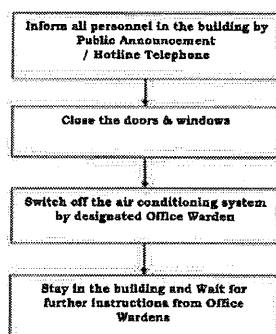 Inform all personnel in the building by
Public Announcement
/ Hotline Telephone
Close the doors & windows
Switch off the air conditioning system
by designated Office Warden
Stay in the building and Wait for
further instructions from Office
Wardens